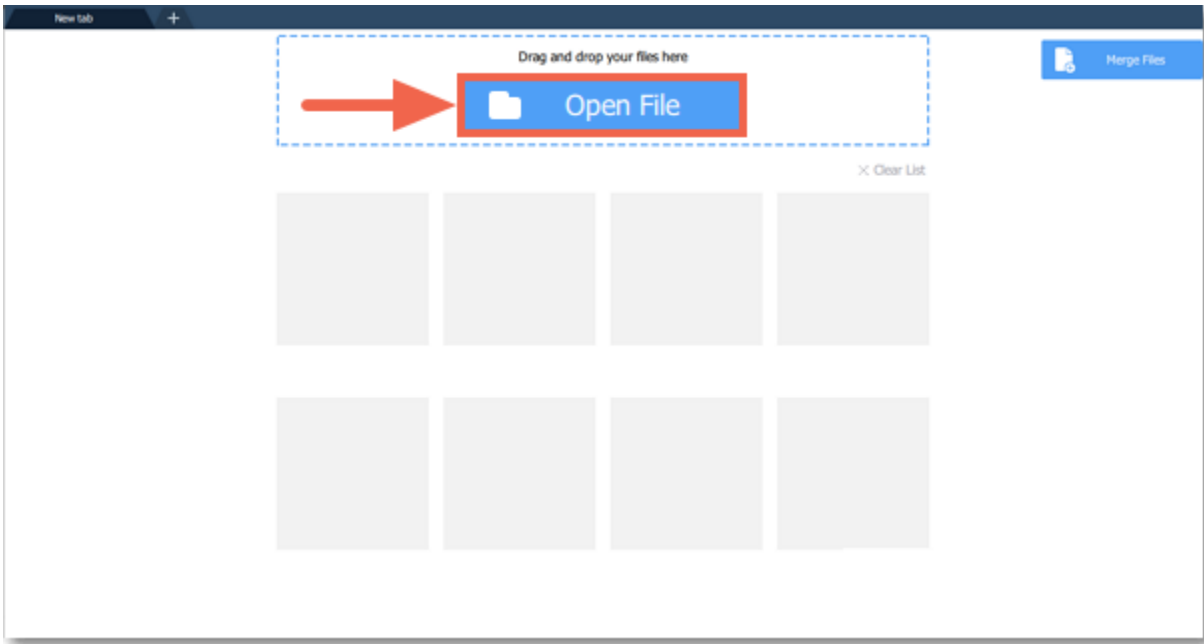 New tab
+
Drag and drop your files here
Open File
Merge Files
Clear List